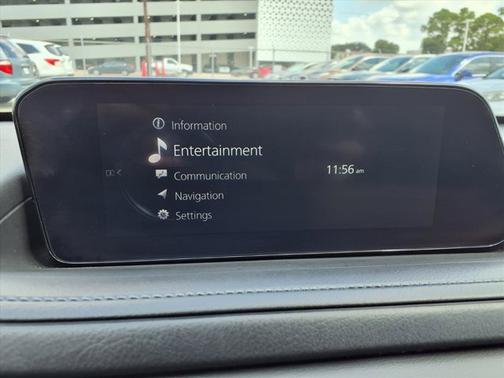 Information
Entertainment
Communication
11:56 am
Navigation
Settings